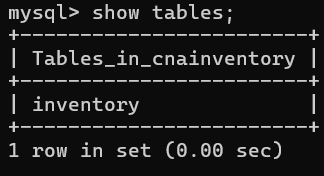 mysql> show tables;
+------------------------+
| Tables_in_cnainventory |
+------------------------+
| inventory              |
+------------------------+
1 row in set (0.00 sec)